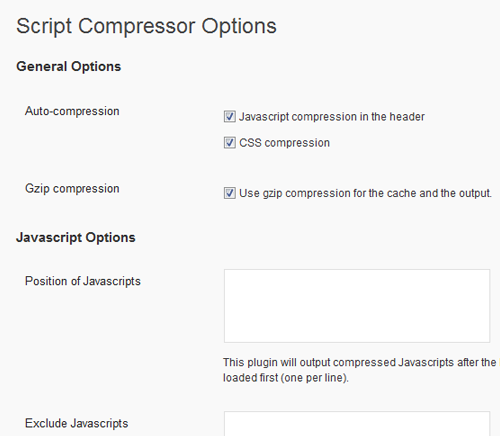 Script Compressor Options
General Options
Auto-compression
Javascript compression in the header
CSS compression
Gzip compression
Use gzip compression for the cache and the output.
Javascript Options
Position of Javascripts
This plugin will output compressed Javascripts after the
loaded first (one per line).
Exclude Javascripts